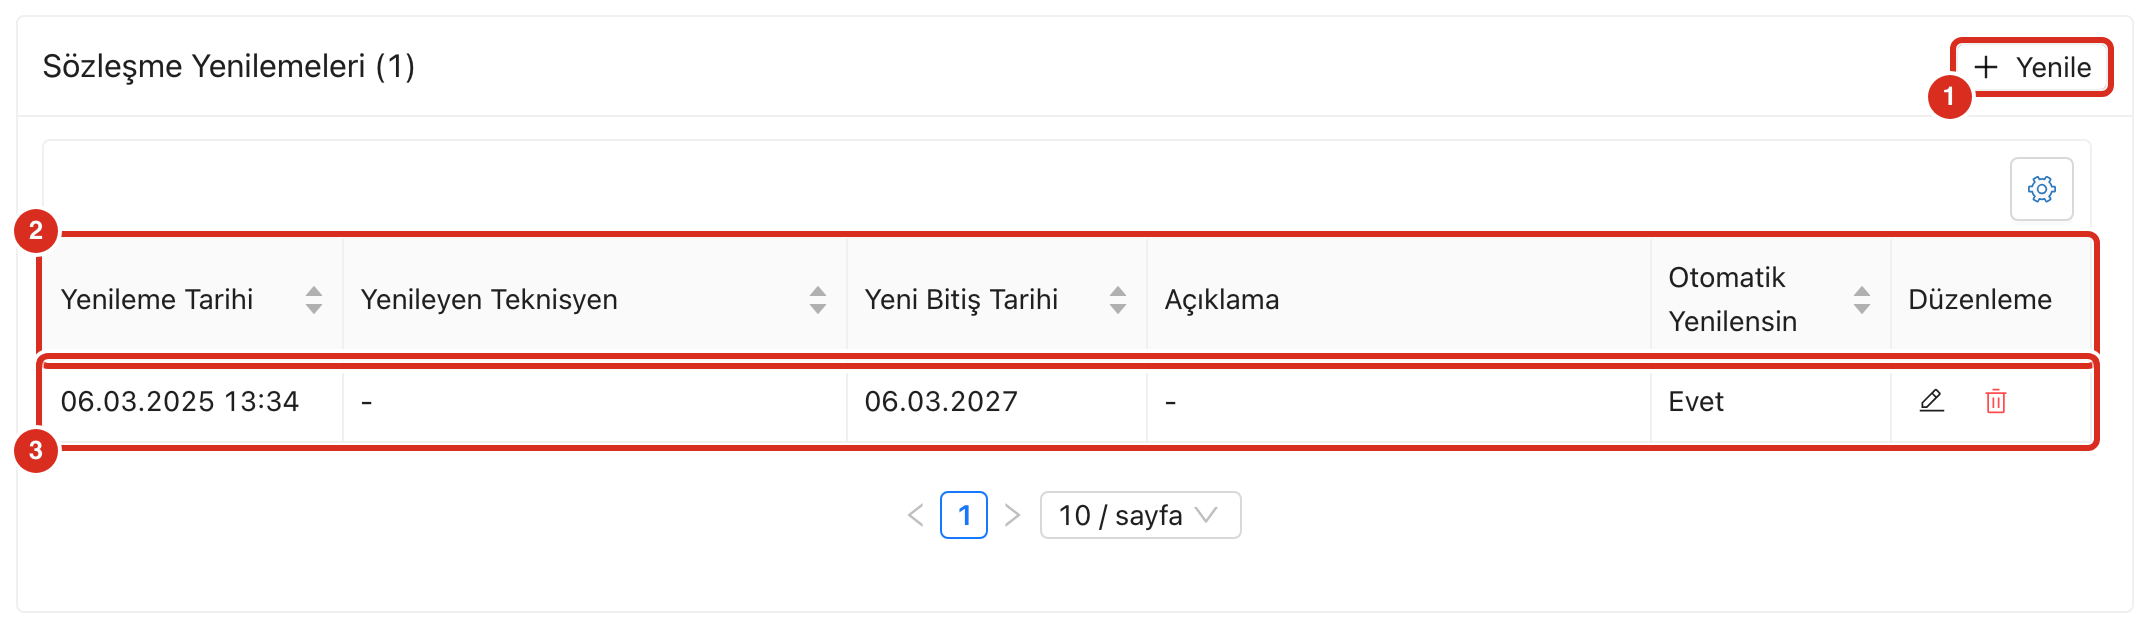 Sözleşme Yenilemeleri (1)
+ Yenile
1
2
Yenileme Tarihi
Yenileyen Teknisyen
Yeni Bitiş Tarihi
Açıklama
Otomatik
Yenilensin
Düzenleme
06.03.2025 13:34
-
06.03.2027
-
Evet
3
1
10 / sayfa